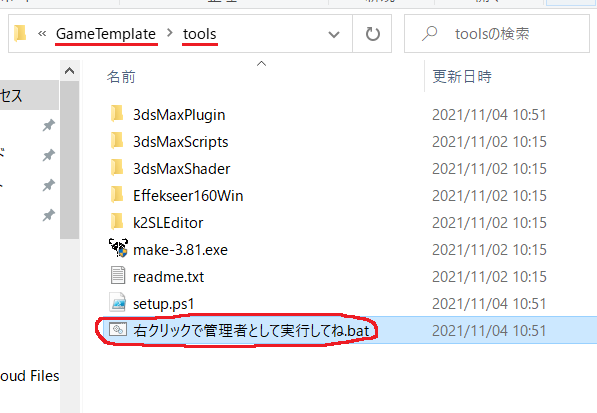 GameTemplate
tools
toolsの検索
名前
更新日時
セス
3dsMaxPlugin
2021/11/04 10:51
3dsMaxScripts
2021/11/02 10:15
ド
3dsMaxShader
2021/11/02 10:15
ト
Effekseer160Win
2021/11/02 10:15
k2SLEditor
2021/11/02 10:15
make-3.81.exe
2021/11/02 10:15
readme.txt
2021/11/02 10:15
setup.ps1
2021/11/04 10:51
右クリックで管理者として実行してね.bat
2021/11/04 10:51
oud Files